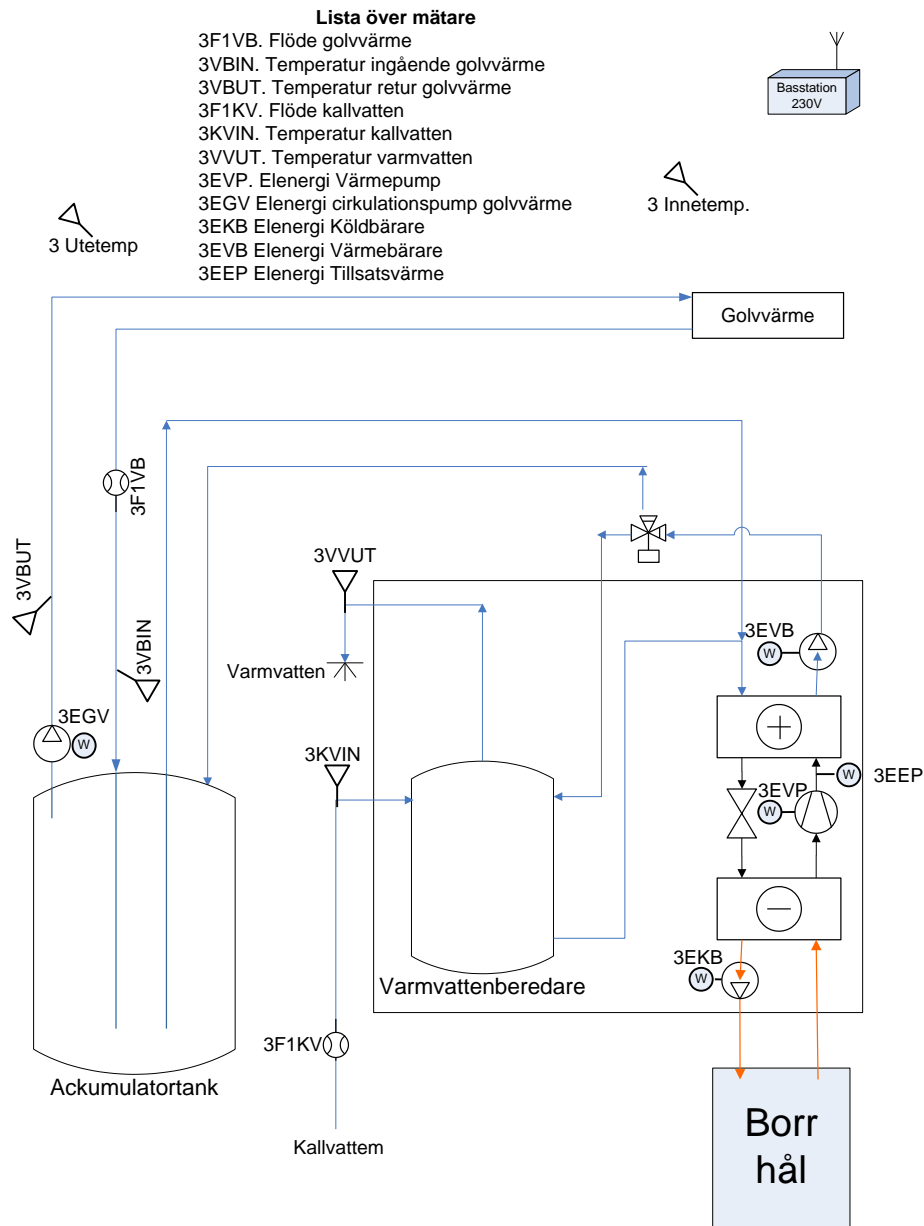 Lista över mätare
3F1VB. Flöde golvvärme
3VBIN. Temperatur ingående golvvärme
3VBUT. Temperatur retur golvvärme
3F1KV. Flöde kallvatten
3KVIN. Temperatur kallvatten
3VVUT. Temperatur varmvatten
3EVP. Elenergi Värmepump
3EGV Elenergi cirkulationspump golvvärme
3EKB Elenergi Köldbärare
3EVB Elenergi Värmebärare
3EEP Elenergi Tillsatsvärme
Basstation
230V
3 Utetemp
3 Innetemp.
Golvvärme
3F1VB
3VBUT
3VBIN
3VVUT
Varmvatten
3EVB
W
3EGV
W
3KVIN
3EVP
W
W
3EEP
3EKB
W
Varmvattenberedare
3F1KV
Ackumulatortank
Kallvattem
Borr
hål